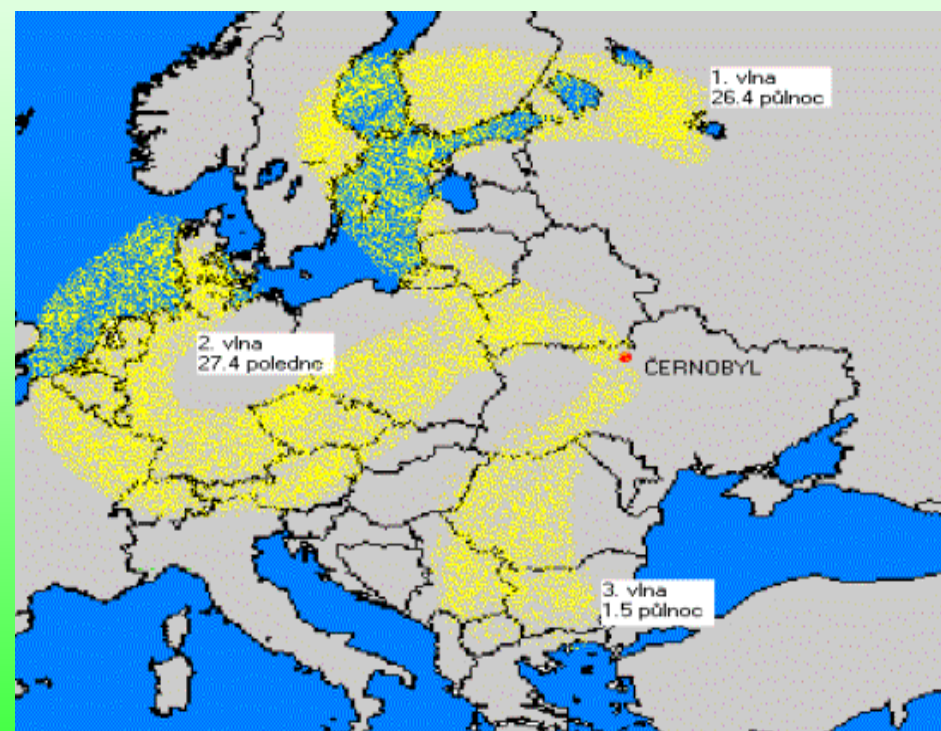 1. vlna
26.4 půlnoc
2. vlna
27.4 poledne
ČERNOBYL
3. vlna
1.5 půlnoc